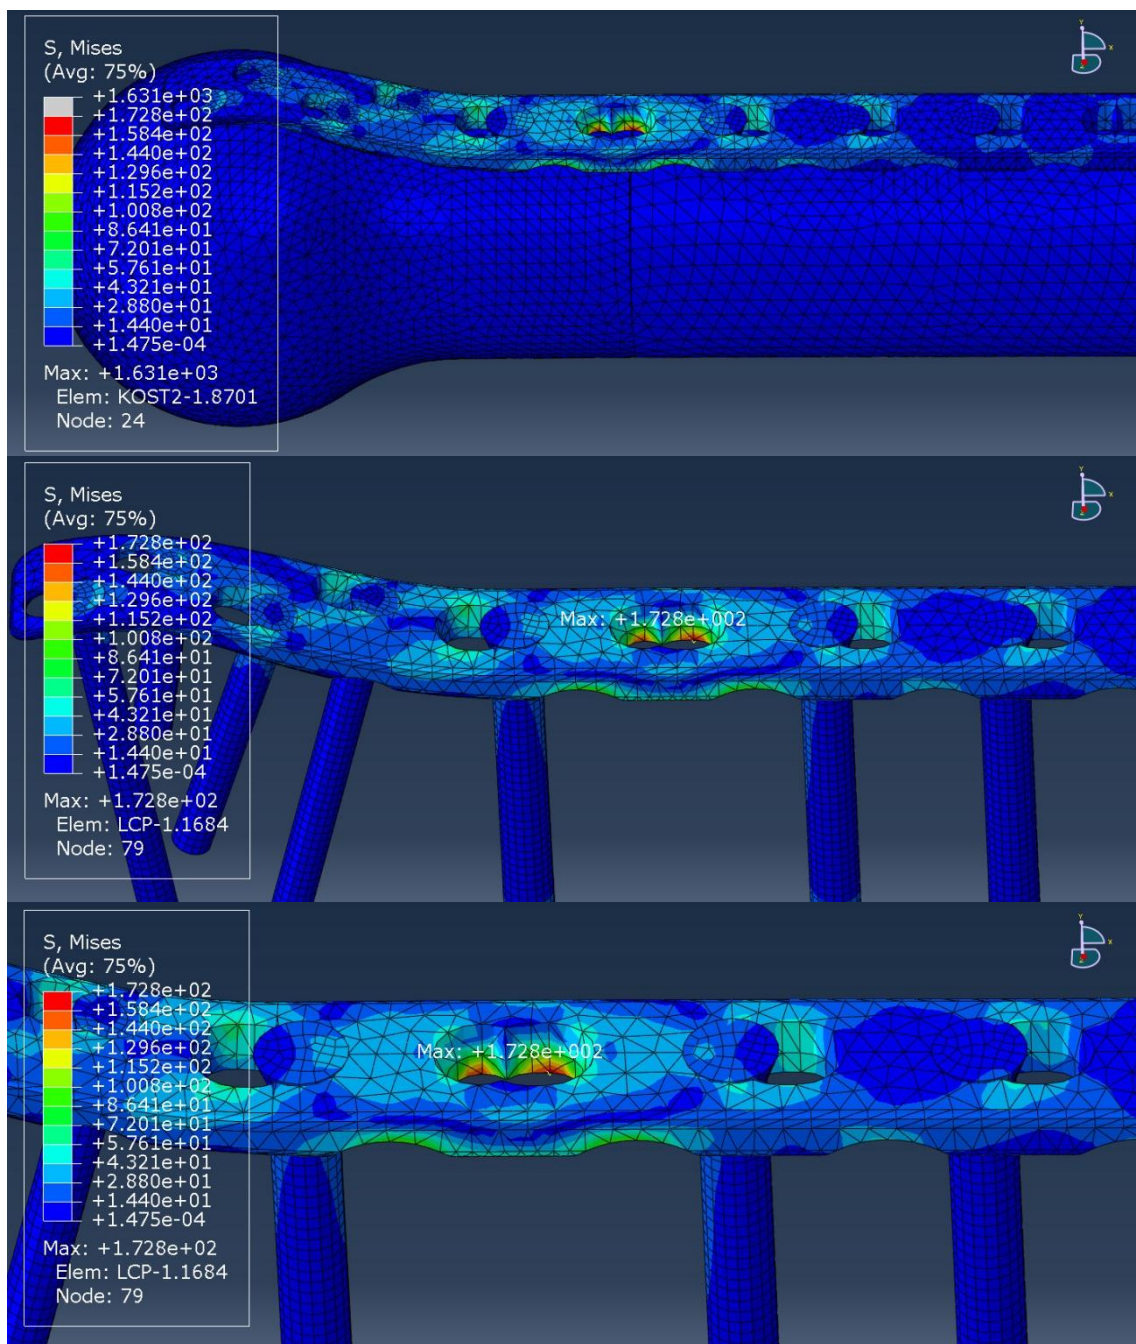 S, Mises
(Avg: 75%)
+1.631e+03
+1.728e+02
+1.584e+02
+1.440e+02
+1.296e+02
+1.152e+02
+1.008e+02
+8.641e+01
+7.201e+01
+5.761e+01
+4.321e+01
+2.880e+01
+1.440e+01
+1.475e-04
Max: +1.631e+03
Elem: KOST2-1.8701
Node: 24
Y
X
S, Mises
(Avg: 75%)
+1.728e+02
+1.584e+02
+1.440e+02
+1.296e+02
+1.152e+02
+1.008e+02
+8.641e+01
+7.201e+01
+5.761e+01
+4.321e+01
+2.880e+01
+1.440e+01
+1.475e-04
Max: +1.728e+02
Elem: LCP-1.1684
Node: 79
Max: +1.728e+002
Y
X
S, Mises
(Avg: 75%)
+1.728e+02
+1.584e+02
+1.440e+02
+1.296e+02
+1.152e+02
+1.008e+02
+8.641e+01
+7.201e+01
+5.761e+01
+4.321e+01
+2.880e+01
+1.440e+01
+1.475e-04
Max: +1.728e+02
Elem: LCP-1.1684
Node: 79
Max: +1.728e+002
Y
X